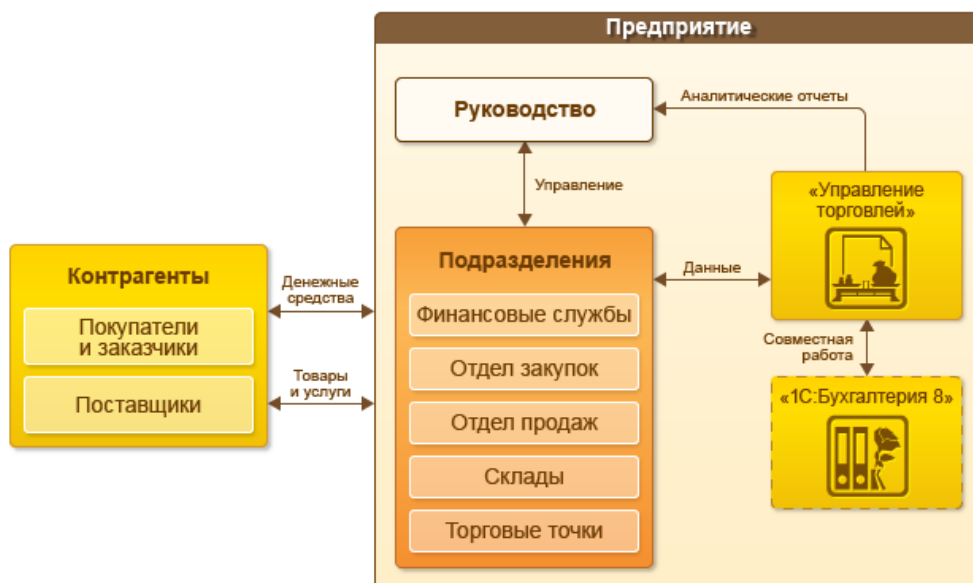 Предприятие
Руководство
Аналитические отчеты
Управление
«Управление
торговлей»
Контрагенты
Покупатели
и заказчики
Поставщики
Денежные
средства
Товары
и услуги
Подразделения
Финансовые службы
Отдел закупок
Отдел продаж
Склады
Торговые точки
Данные
Совместная
работа
«1С:Бухгалтерия 8»